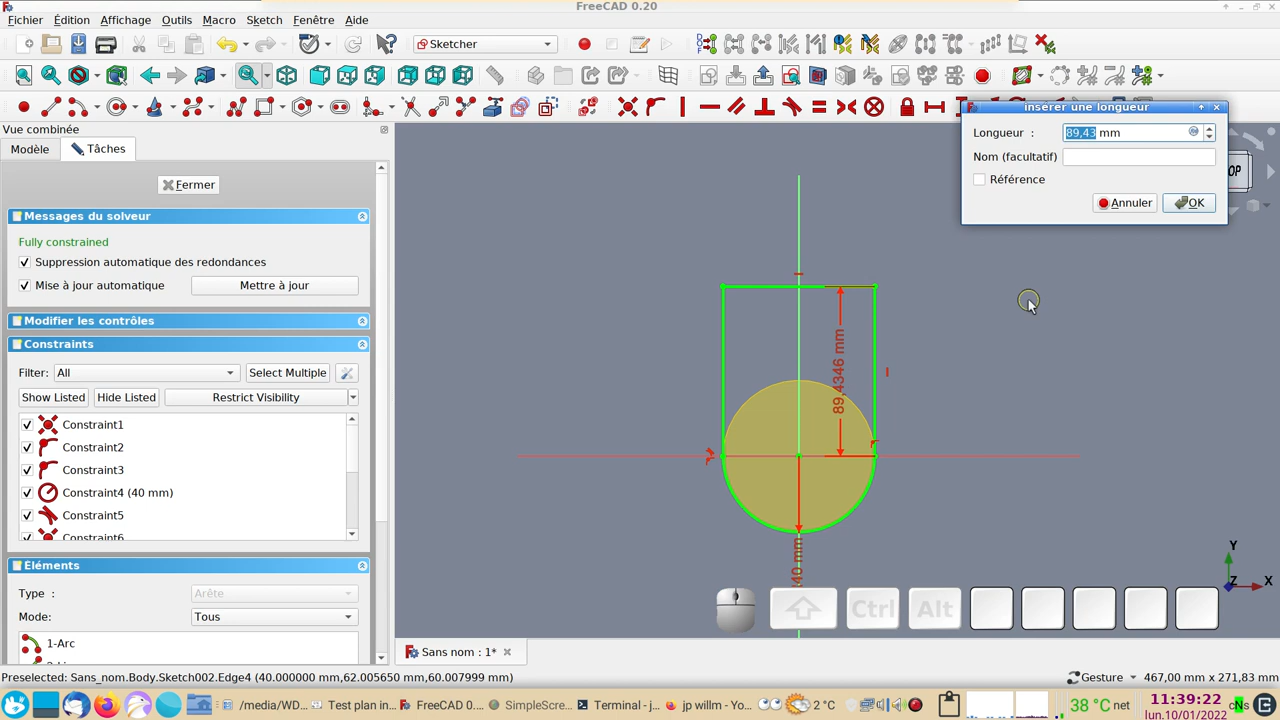 FreeCAD 0.20
Fichier Édition Affichage Outils Macro Sketch Fenêtre Aide
Sketcher
Vue combinée
Modèle Tâches
Fermer
Messages du solveur
Fully constrained
Suppression automatique des redondances
Mise à jour automatique
Mettre à jour
Modifier les contrôles
Constraints
Filter: All
Select Multiple
Show Listed
Hide Listed
Restrict Visibility
Constraint1
Constraint2
Constraint3
Constraint4 (40 mm)
Constraint5
Constraint6
Eléments
Type : Arête
Mode: Tous
1-Arc
insérer une longueur
Longueur : 89,43 mm
Nom (facultatif)
Référence
Annuler
OK
89,4346 mm
40 mm
Y
Z
X
Ctrl
Alt
Sans nom : 1*
Preselected: Sans_nom.Body.Sketch002.Edge4 (40.000000 mm,62.005650 mm,60.007999 mm)
Gesture
467,00 mm x 271,83 mm
/media/WD...
Test plan in...
FreeCAD 0....
SimpleScre...
Terminal - j...
jp willm - Yo...
2 °C
38 °C net
11:39:22
lun.10/01/2022